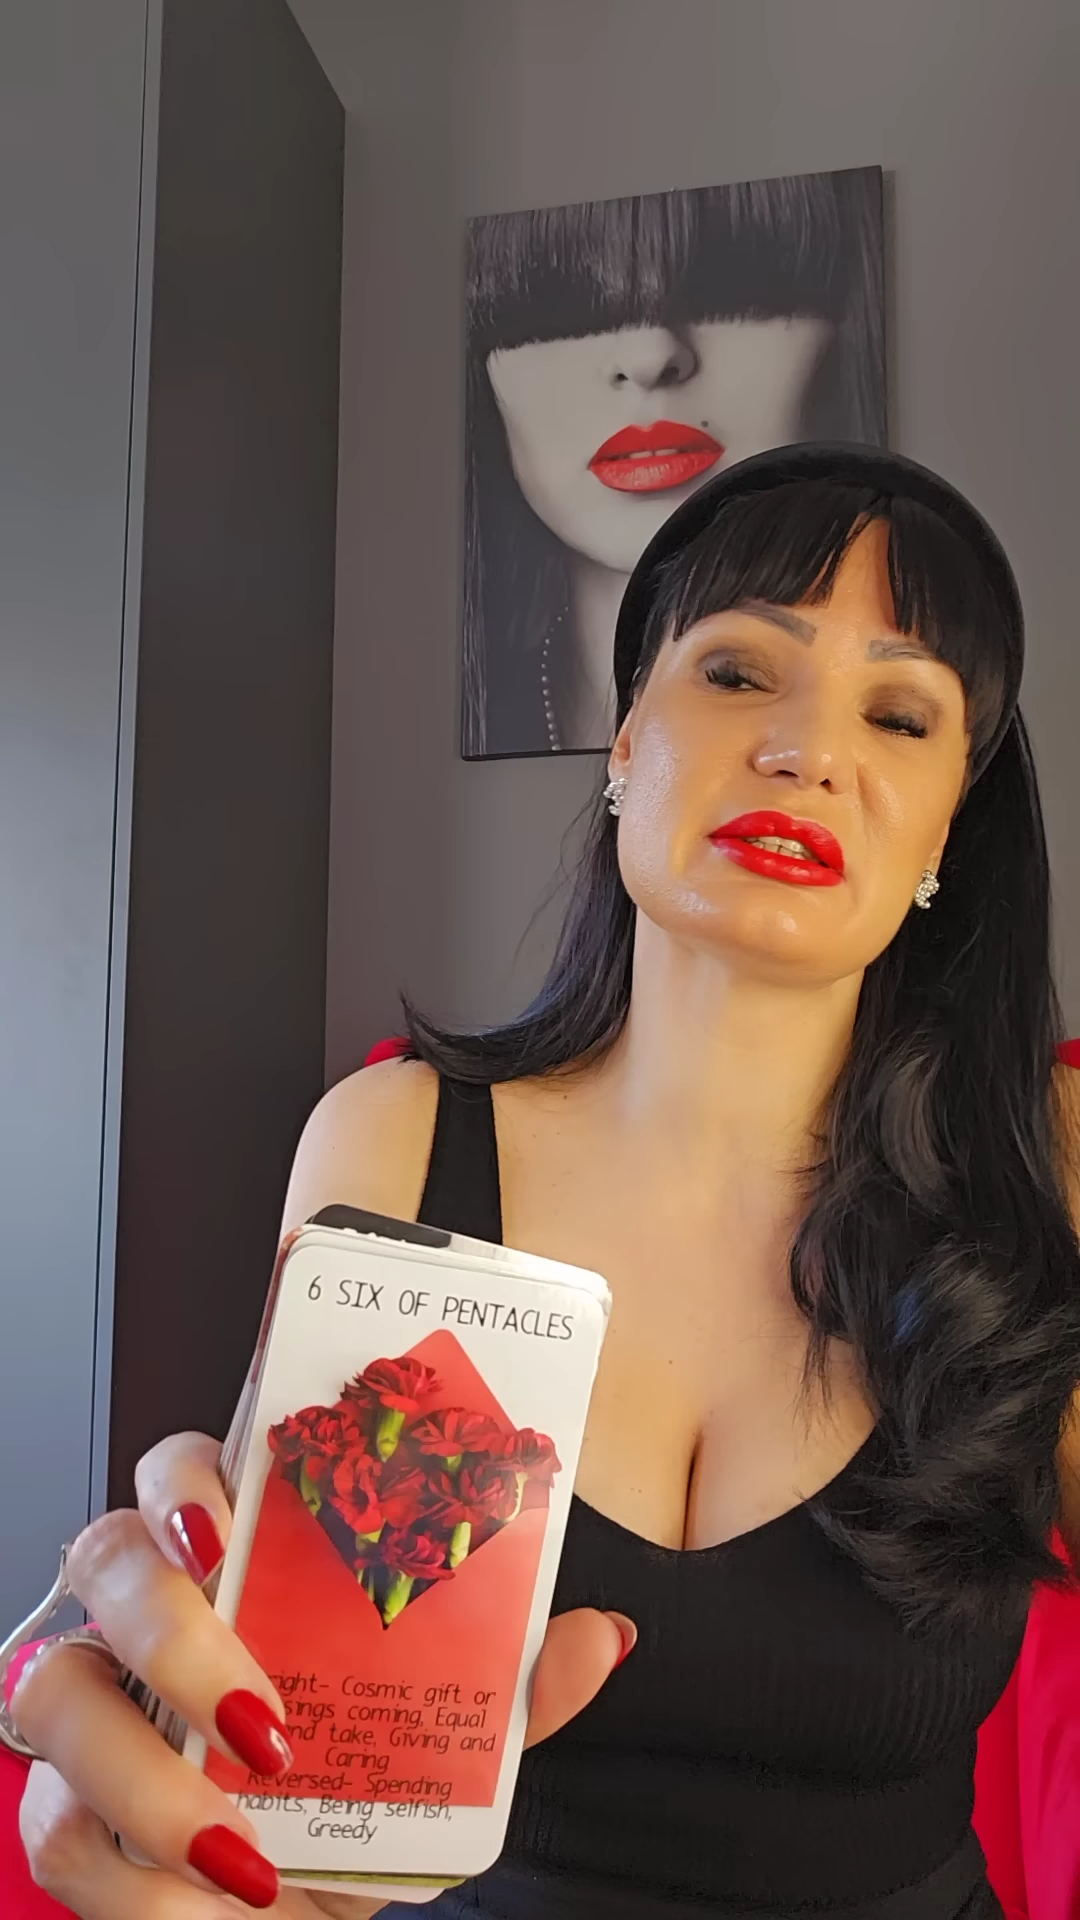 6 SIX OF PENTACLES
Cosmic gift or
coming, Equal
take, Giving and
Caring
Reversed- Spending
habits, Being selfish,
Greedy